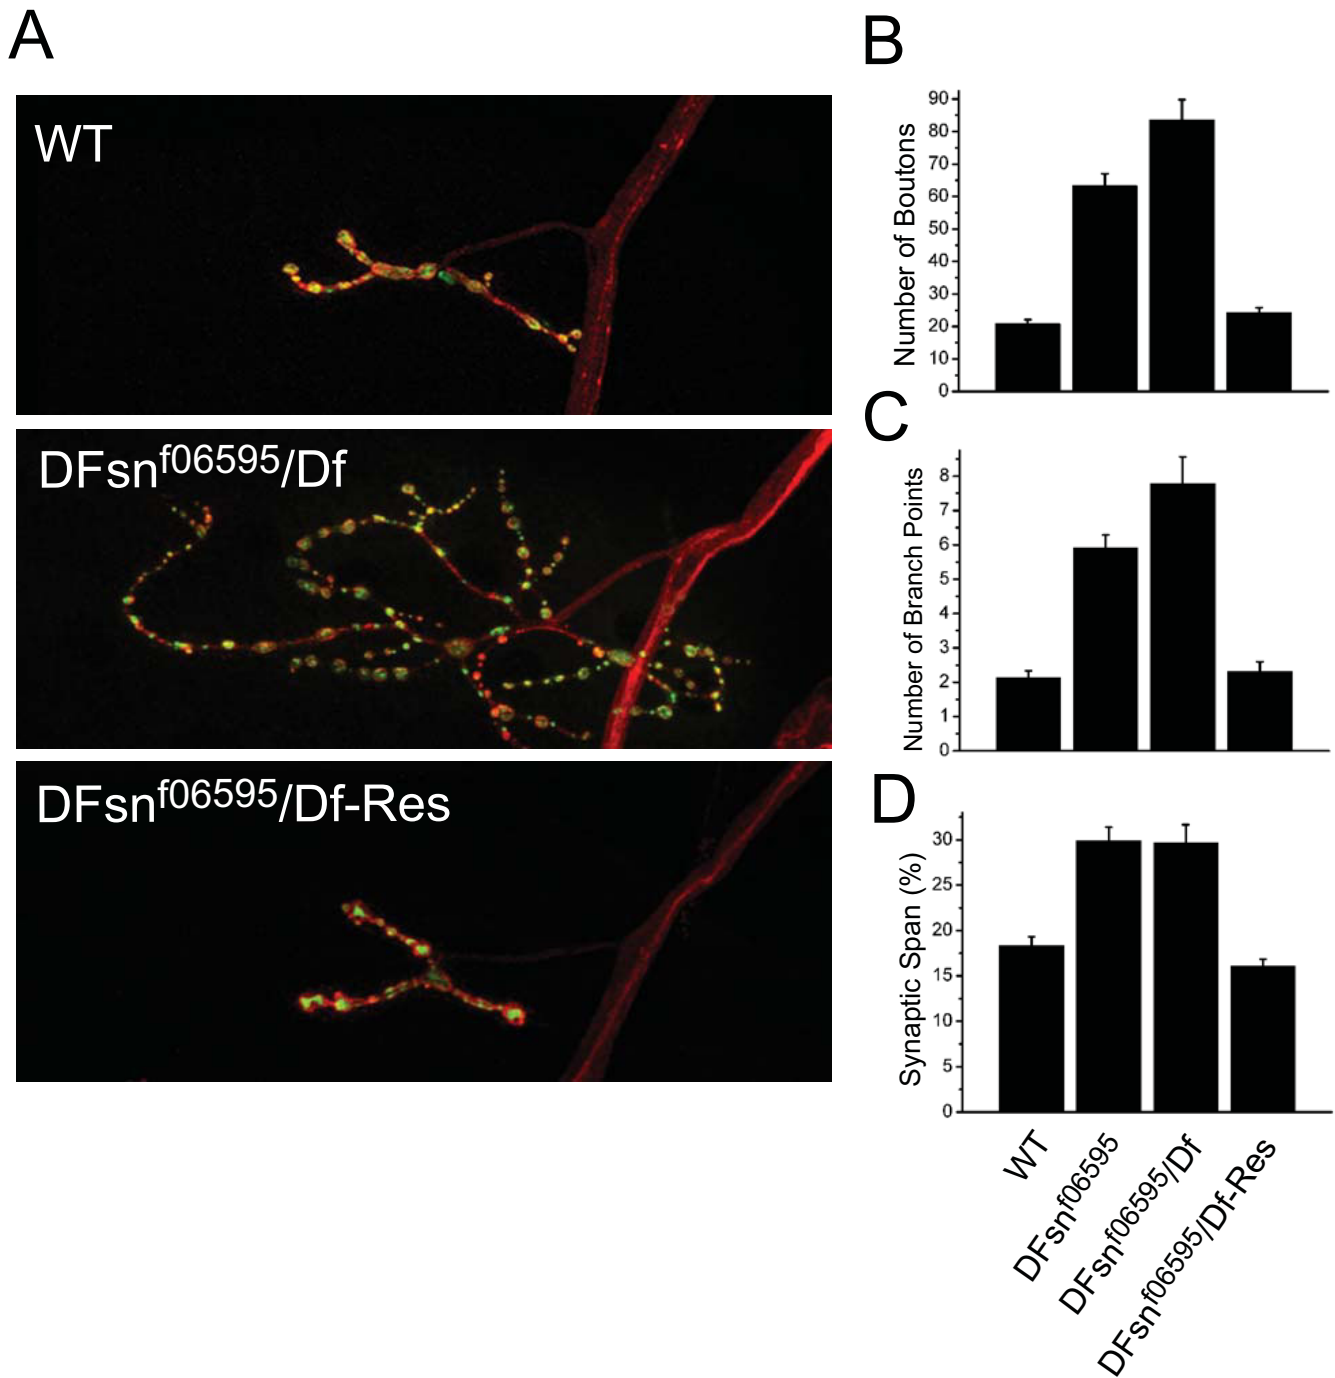 A
WT
DFsnf06595/Df
DFsnf06595/Df-Res
B
Number of Boutons
90
80
70
60
50
40
30
20
10
0
C
Number of Branch Points
8
7
6
5
4
3
2
1
0
D
Synaptic Span (%)
30
25
20
15
10
5
0
WT
DFsnf06595
DFsnf06595/Df
DFsnf06595/Df-Res